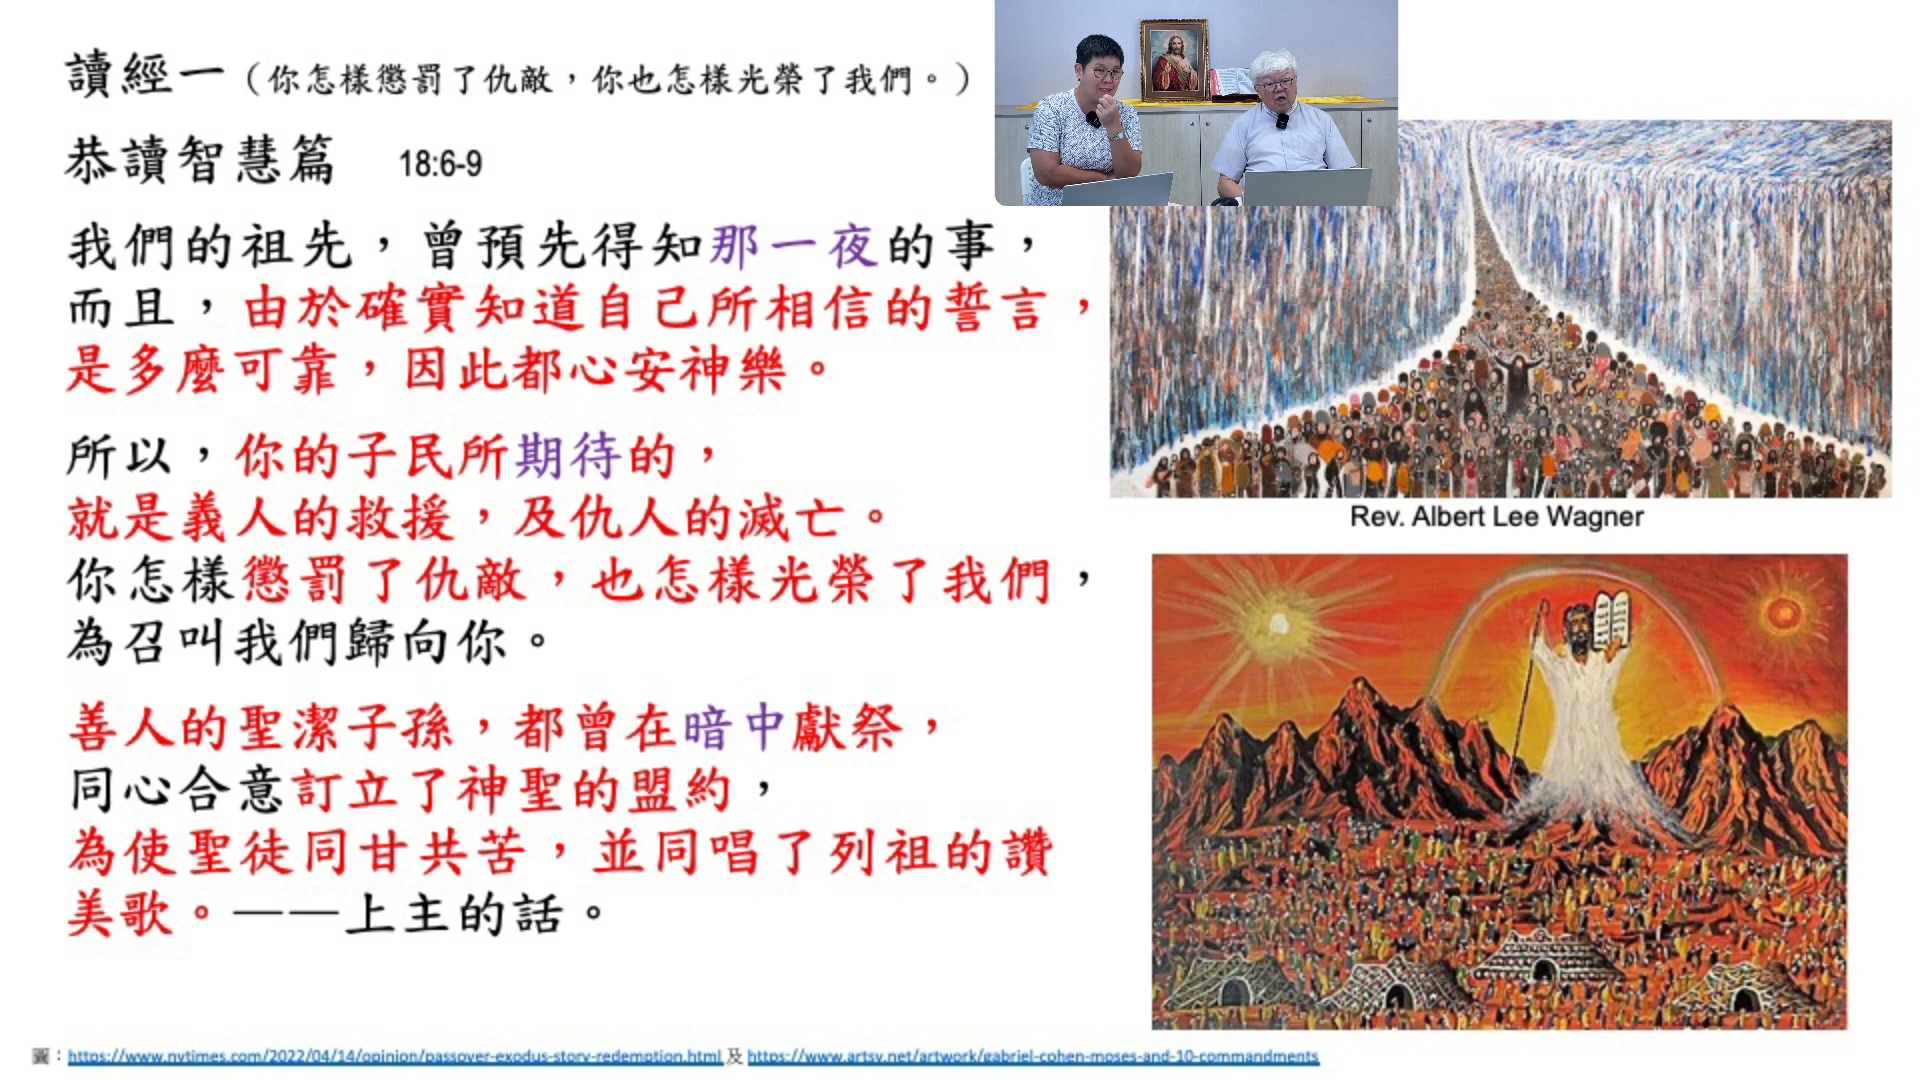 讀經一（你怎樣懲罰了仇敵，你也怎樣光榮了我們。）
恭讀智慧篇 18:6-9
我們的祖先，曾預先得知那一夜的事，
而且，由於確實知道自己所相信的誓言，
是多麼可靠，因此都心安神樂。
所以，你的子民所期待的，
就是義人的救援，及仇人的滅亡。
你怎樣懲罰了仇敵，也怎樣光榮了我們，
為召叫我們歸向你。
善人的聖潔子孫，都曾在暗中獻祭，
同心合意訂立了神聖的盟約，
為使聖徒同甘共苦，並同唱了列祖的讚
美歌。——上主的話。
Rev. Albert Lee Wagner
圖：https://www.nytimes.com/2022/04/14/opinion/passover-exodus-story-redemption.html 及 https://www.artsy.net/artwork/gabriel-cohen-moses-and-10-commandments